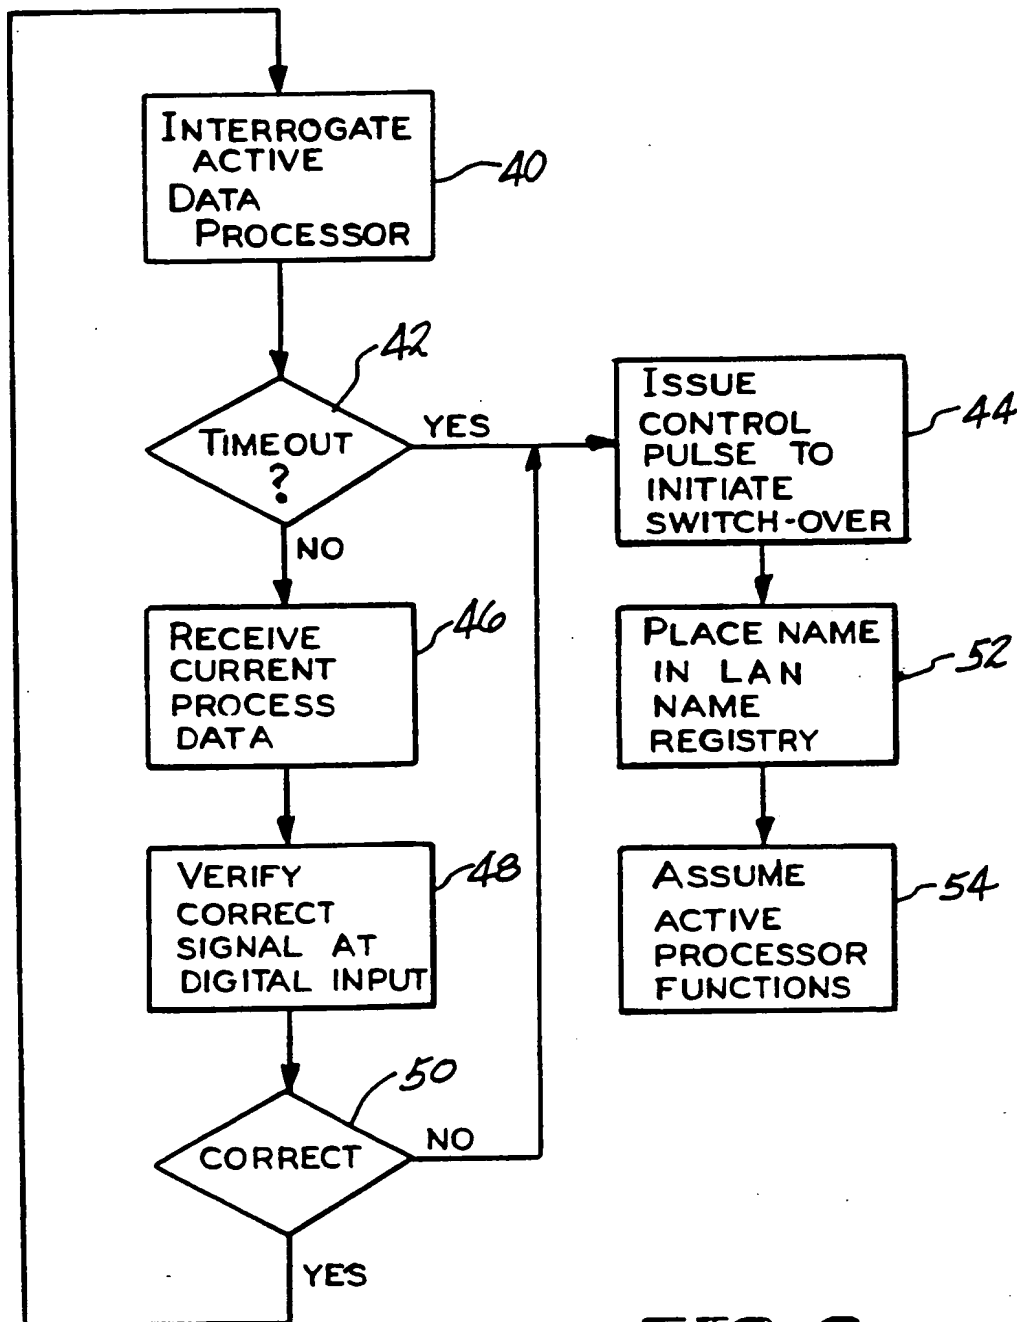 INTERROGATE
ACTIVE
DATA
PROCESSOR
40
42
TIMEOUT
?
YES
NO
ISSUE
CONTROL
PULSE TO
INITIATE
SWITCH-OVER
44
RECEIVE
CURRENT
PROCESS
DATA
46
PLACE NAME
IN LAN
NAME
REGISTRY
52
VERIFY
CORRECT
SIGNAL AT
DIGITAL INPUT
48
ASSUME
ACTIVE
PROCESSOR
FUNCTIONS
54
50
CORRECT
NO
YES